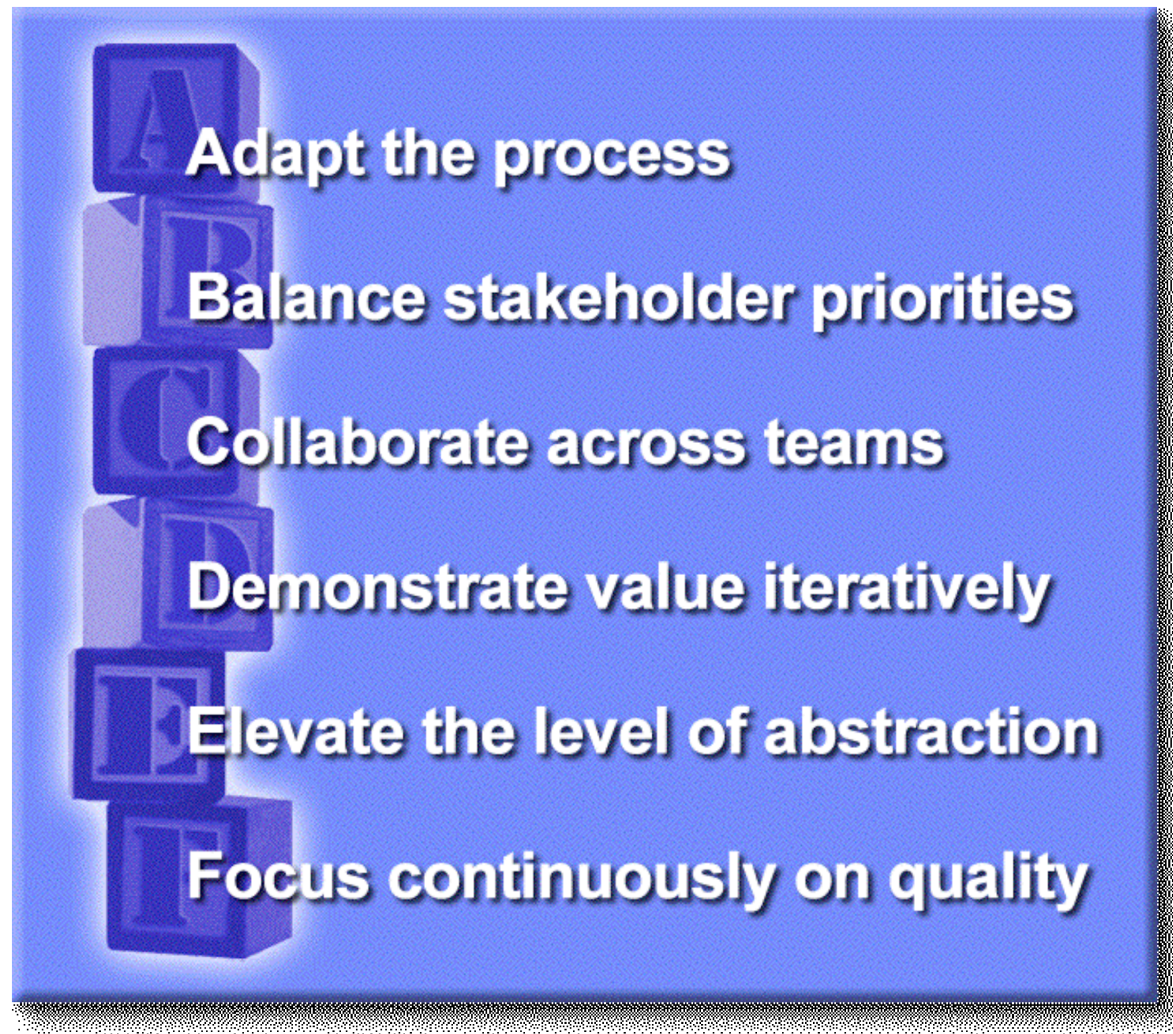 A
Adapt the process
B
Balance stakeholder priorities
C
Collaborate across teams
D
Demonstrate value iteratively
E
Elevate the level of abstraction
F
Focus continuously on quality